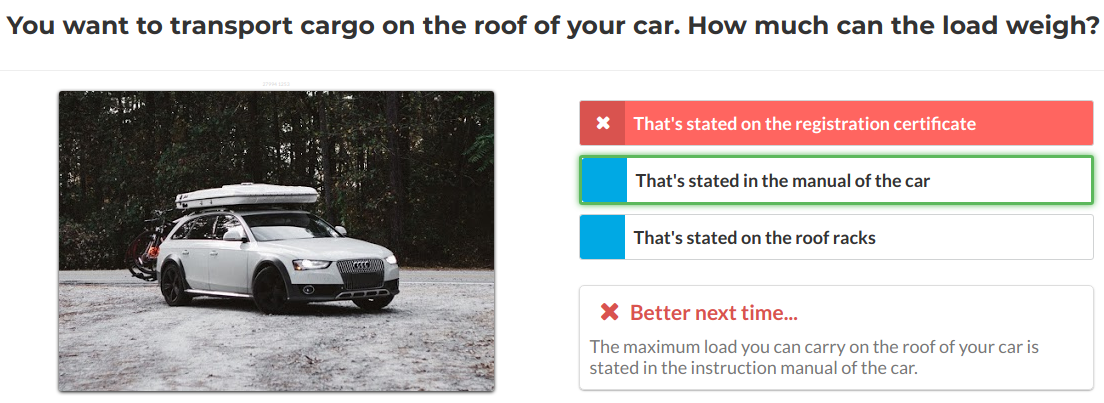 You want to transport cargo on the roof of your car. How much can the load weigh?
That's stated on the registration certificate
That's stated in the manual of the car
That's stated on the roof racks
Better next time...
The maximum load you can carry on the roof of your car is
stated in the instruction manual of the car.